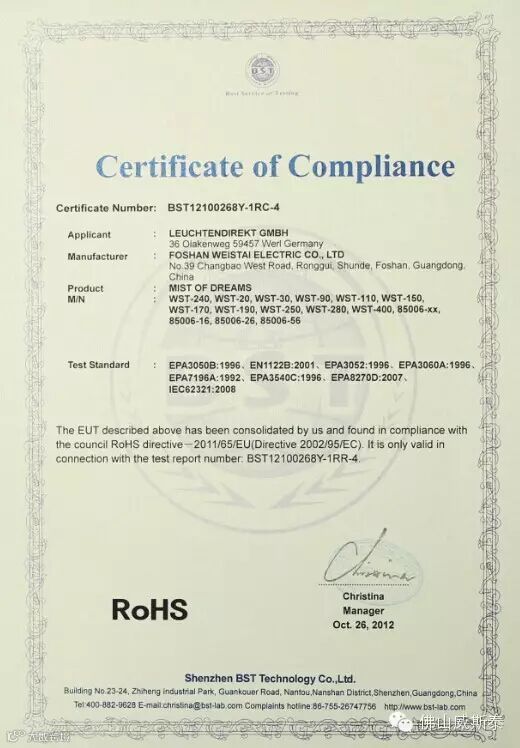 BST
Best Service of Testing
Certificate of Compliance
Certificate Number: BST12100268Y-1RC-4
Applicant : LEUCHTENDIREKT GMBH
36 Olakenweg 59457 Werl Germany
Manufacturer : FOSHAN WEISTAI ELECTRIC CO., LTD
No.39 Changbao West Road, Ronggui, Shunde, Foshan, Guangdong,
China
Product : MIST OF DREAMS
M/N : WST-240, WST-20, WST-30, WST-90, WST-110, WST-150,
WST-170, WST-190, WST-250, WST-280, WST-400, 85006-xx,
85006-16, 85006-26, 85006-56
Test Standard : EPA3050B:1996、EN1122B:2001、EPA3052:1996、EPA3060A:1996、
EPA7196A:1992、EPA3540C:1996、EPA8270D:2007、
IEC62321:2008
The EUT described above has been consolidated by us and found in compliance with
the council RoHS directive－2011/65/EU(Directive 2002/95/EC). It is only valid in
connection with the test report number: BST12100268Y-1RR-4.
Christina
Christina
Manager
Oct. 26, 2012
RoHS
Shenzhen BST Technology Co.,Ltd.
Building No.23-24, Zhiheng industrial Park, Guankouer Road, Nantou,Nanshan District,Shenzhen,Guangdong,China
Tel:400-882-9628 E-mail:christina@bst-lab.com Complaints hotline:86-755-26747756 http://www.bst-lab.com
佛山威斯泰